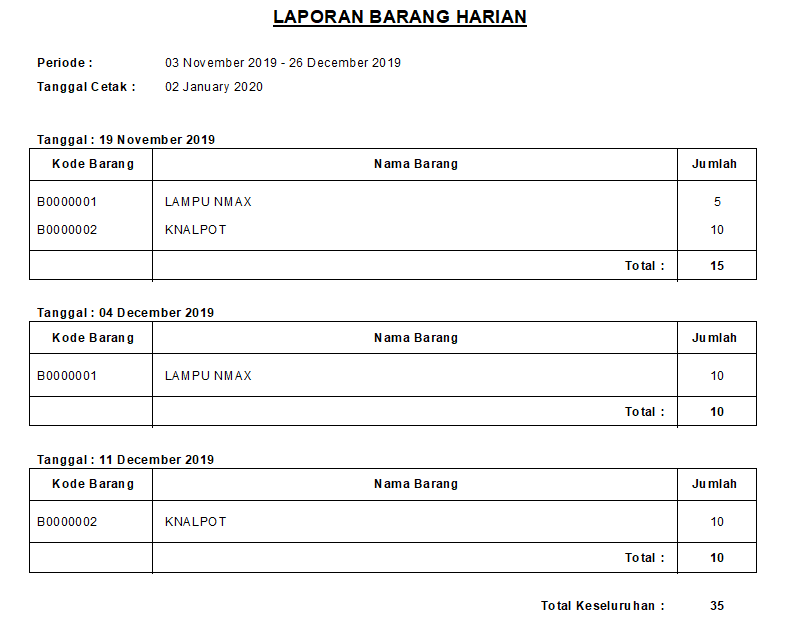 LAPORAN BARANG HARIAN
Periode : 03 November 2019 - 26 December 2019
Tanggal Cetak : 02 January 2020
Tanggal : 19 November 2019
Kode Barang Nama Barang Jumlah
B0000001 LAMPU NMAX 5
B0000002 KNALPOT 10
Total : 15
Tanggal : 04 December 2019
Kode Barang Nama Barang Jumlah
B0000001 LAMPU NMAX 10
Total : 10
Tanggal : 11 December 2019
Kode Barang Nama Barang Jumlah
B0000002 KNALPOT 10
Total : 10
Total Keseluruhan : 35